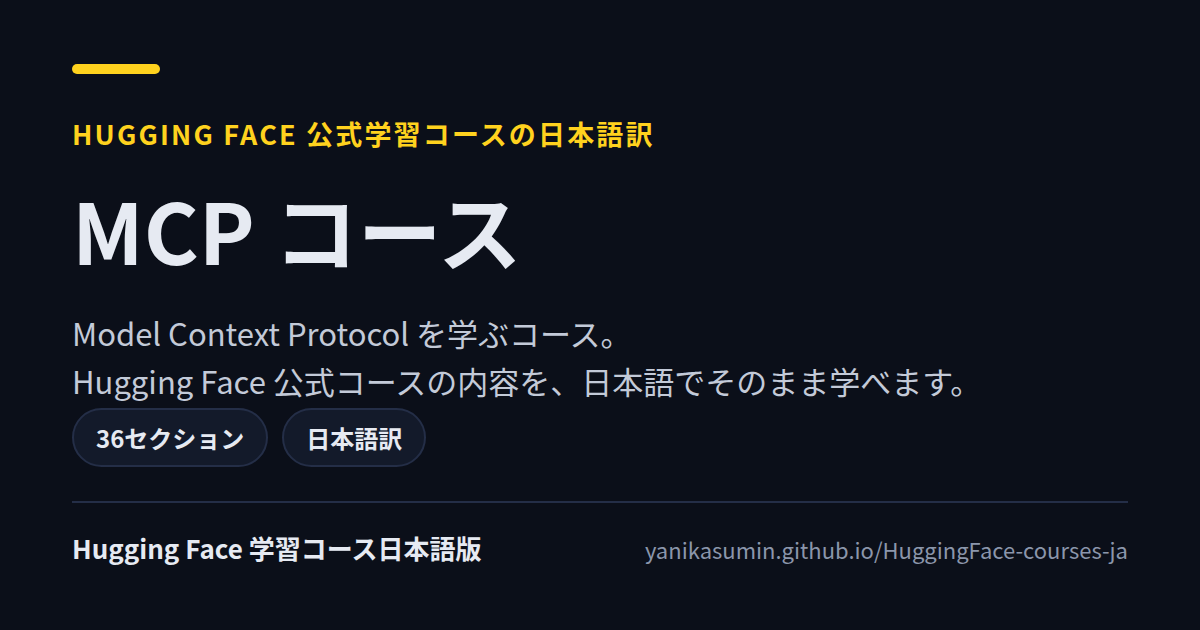 HUGGING FACE 公式学習コースの日本語訳
MCP コース
Model Context Protocol を学ぶコース。
Hugging Face 公式コースの内容を、日本語でそのまま学べます。
36セクション
日本語訳
Hugging Face 学習コース日本語版
yanikasumin.github.io/HuggingFace-courses-ja